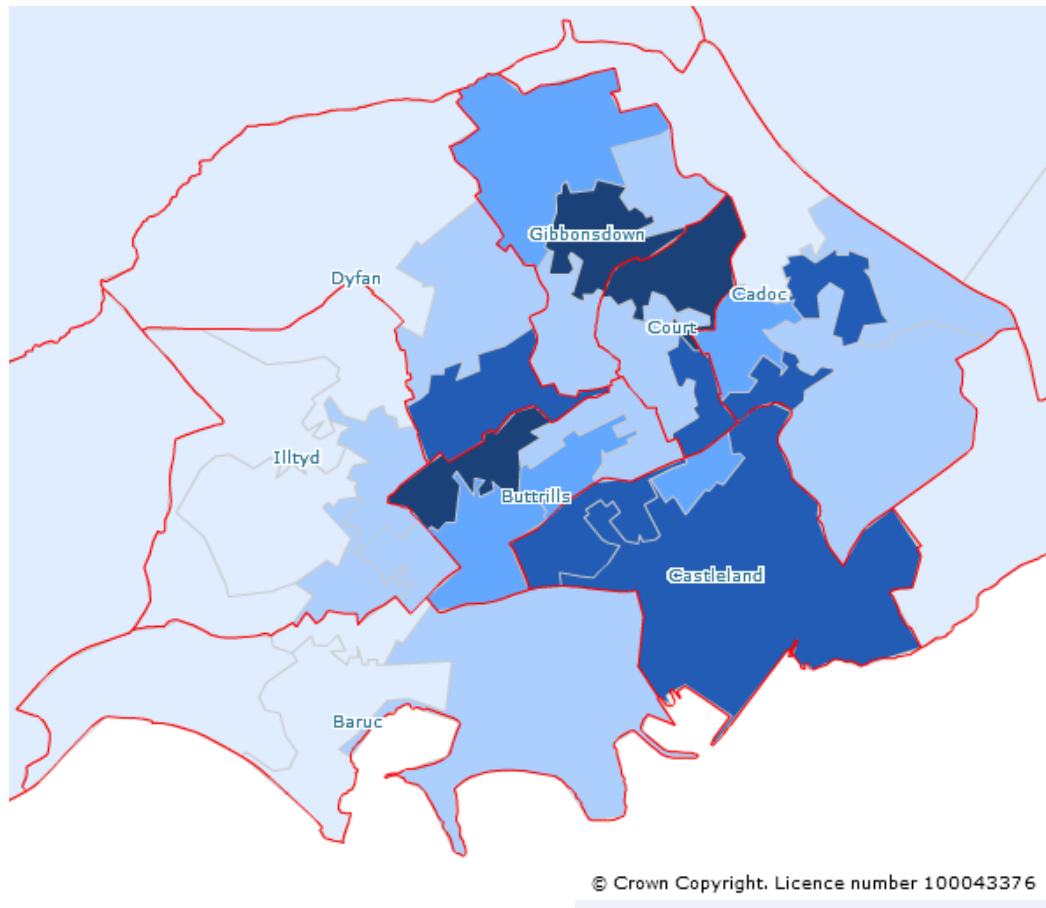 Gibbonsdown
Dyfan
Cadoc
Court
Illtyd
Buttrills
Castleland
Baruc
© Crown Copyright. Licence number 100043376